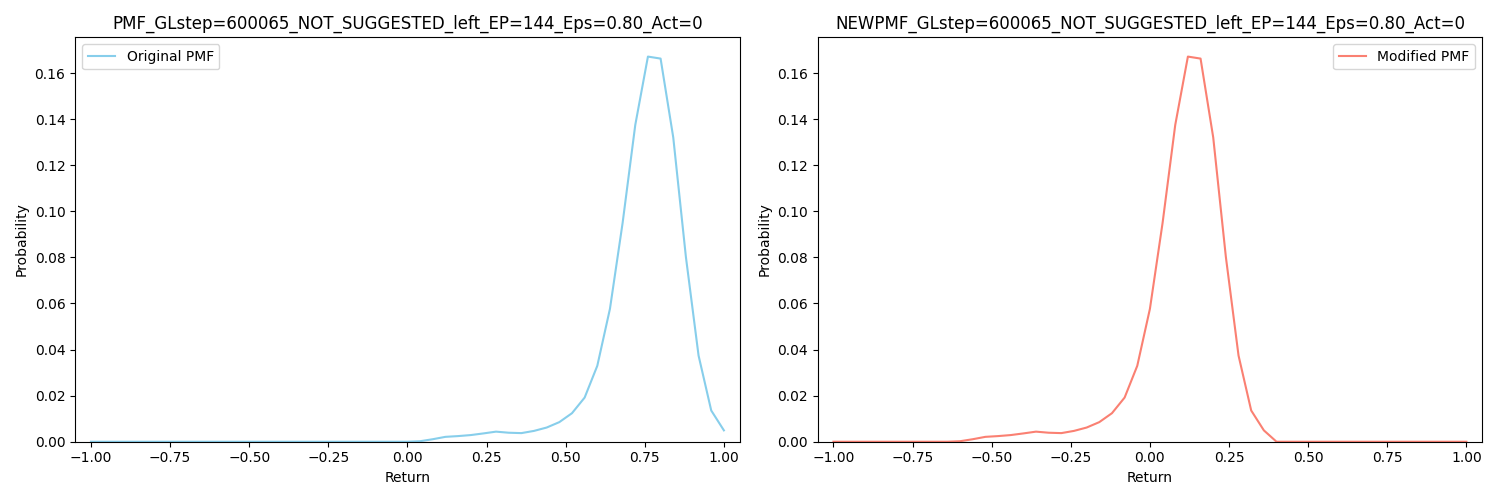 PMF_GLstep=600065_NOT_SUGGESTED_left_EP=144_Eps=0.80_Act=0
Original PMF
Probability
0.16
0.14
0.12
0.10
0.08
0.06
0.04
0.02
0.00
−1.00 −0.75 −0.50 −0.25 0.00 0.25 0.50 0.75 1.00
Return
NEWPMF_GLstep=600065_NOT_SUGGESTED_left_EP=144_Eps=0.80_Act=0
Modified PMF
Probability
0.16
0.14
0.12
0.10
0.08
0.06
0.04
0.02
0.00
−1.00 −0.75 −0.50 −0.25 0.00 0.25 0.50 0.75 1.00
Return